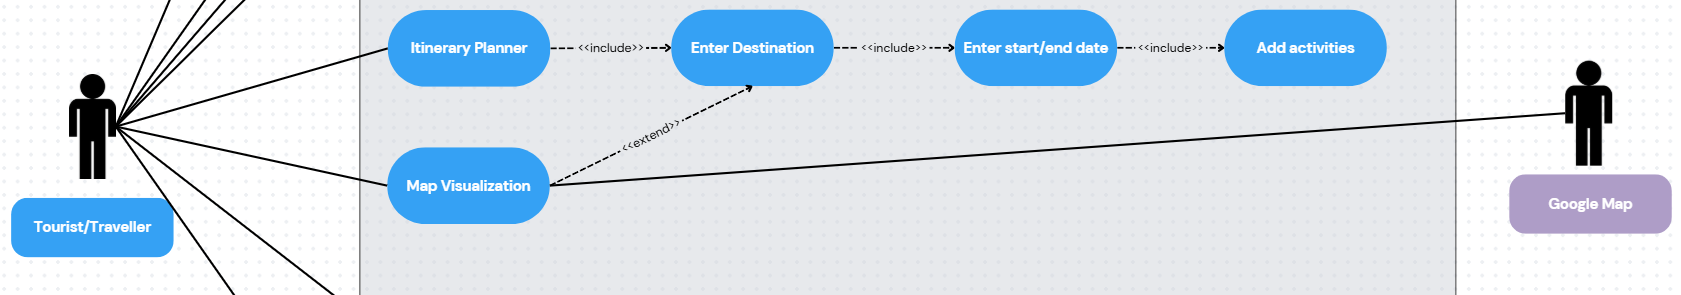 Itinerary Planner
<<include>>
Enter Destination
<<include>>
Enter start/end date
<<include>>
Add activities
<<extend>>
Map Visualization
Tourist/Traveller
Google Map